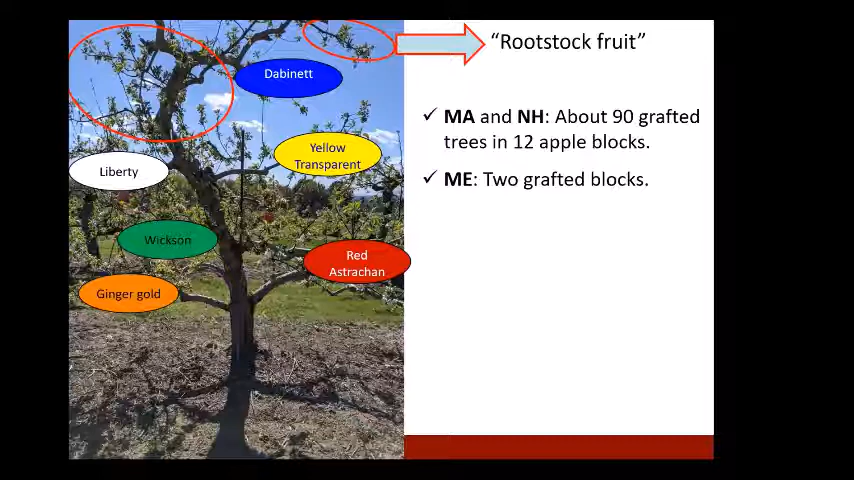 “Rootstock fruit”
Dabinett
✓ MA and NH: About 90 grafted
trees in 12 apple blocks.
Yellow
Transparent
Liberty
✓ ME: Two grafted blocks.
Wickson
Red
Astrachan
Ginger gold